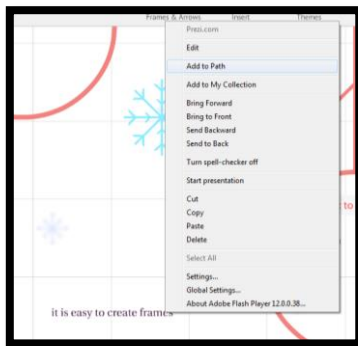 Frames & Arrows Insert Themes
Prezi.com
Edit
Add to Path
Add to My Collection
Bring Forward
Bring to Front
Send Backward
Send to Back
Turn spell-checker off
Start presentation
Cut
Copy
Paste
Delete
to
Select All
Settings...
Global Settings...
About Adobe Flash Player 12.0.0.38...
it is easy to create frames